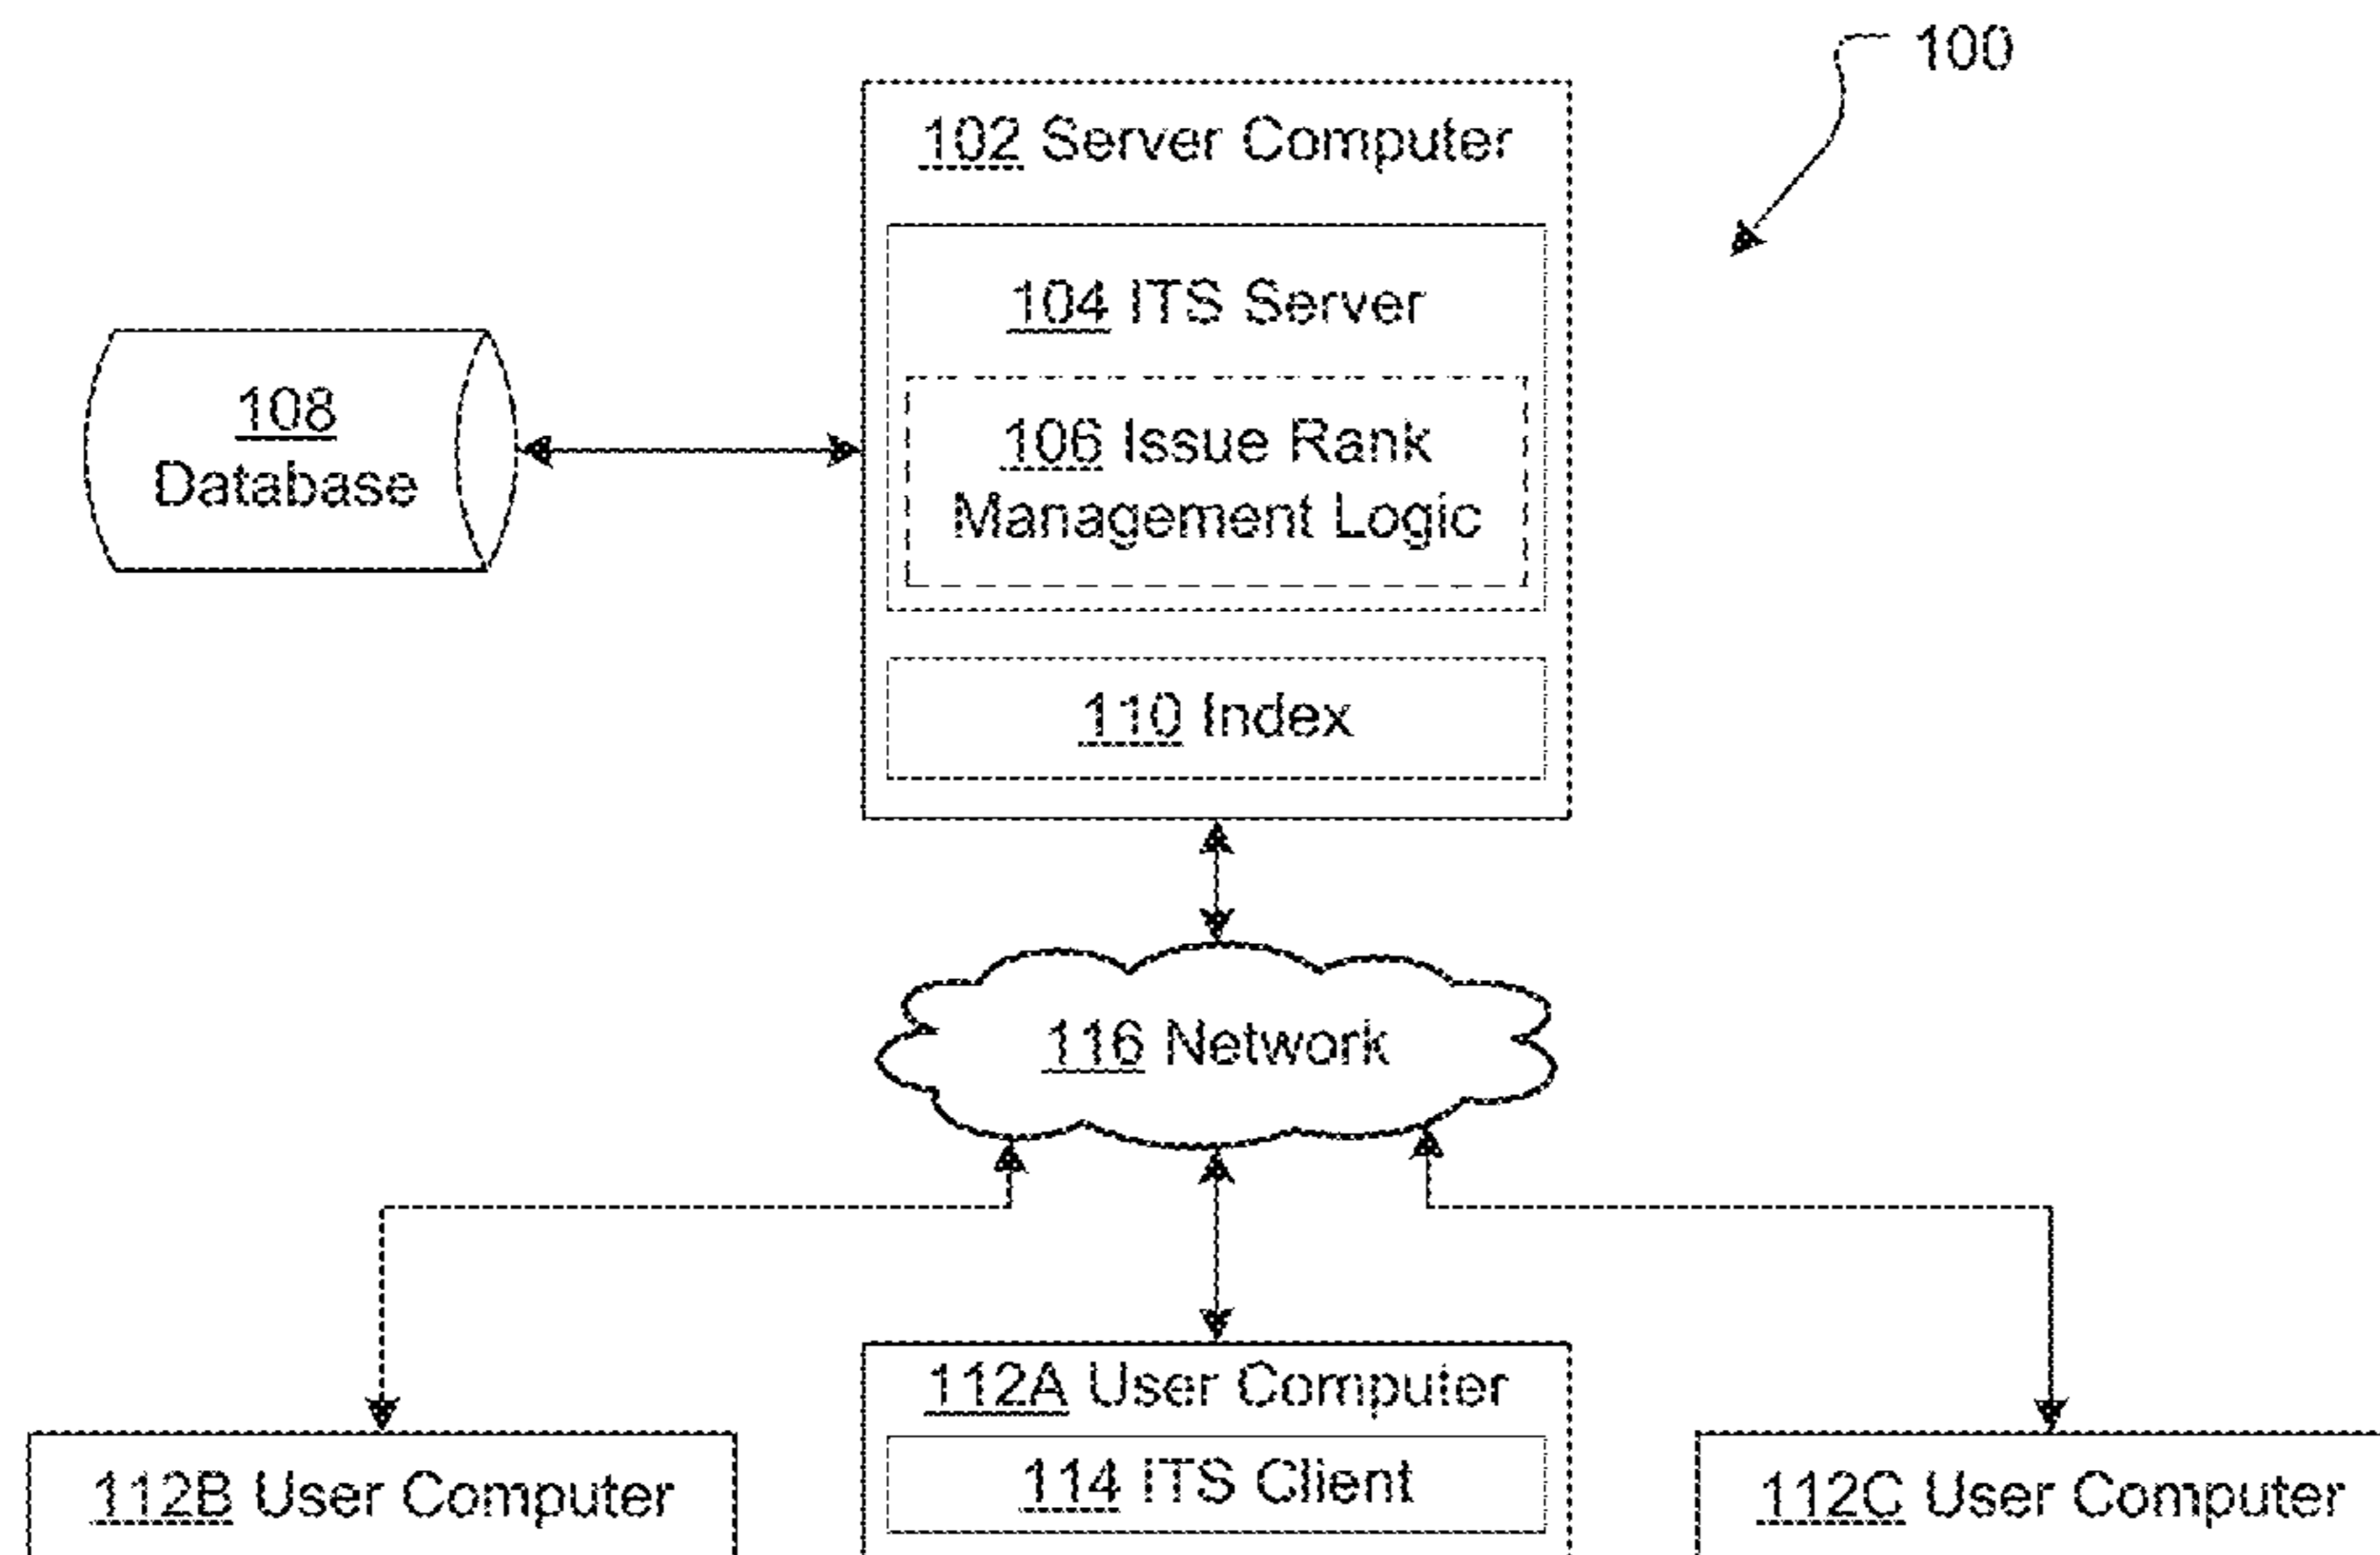 100
102 Server Computer
104 ITS Server
108
Database
106 Issue Rank
Management Logic
110 Index
116 Network
112A User Computer
114 ITS Client
112B User Computer
112C User Computer